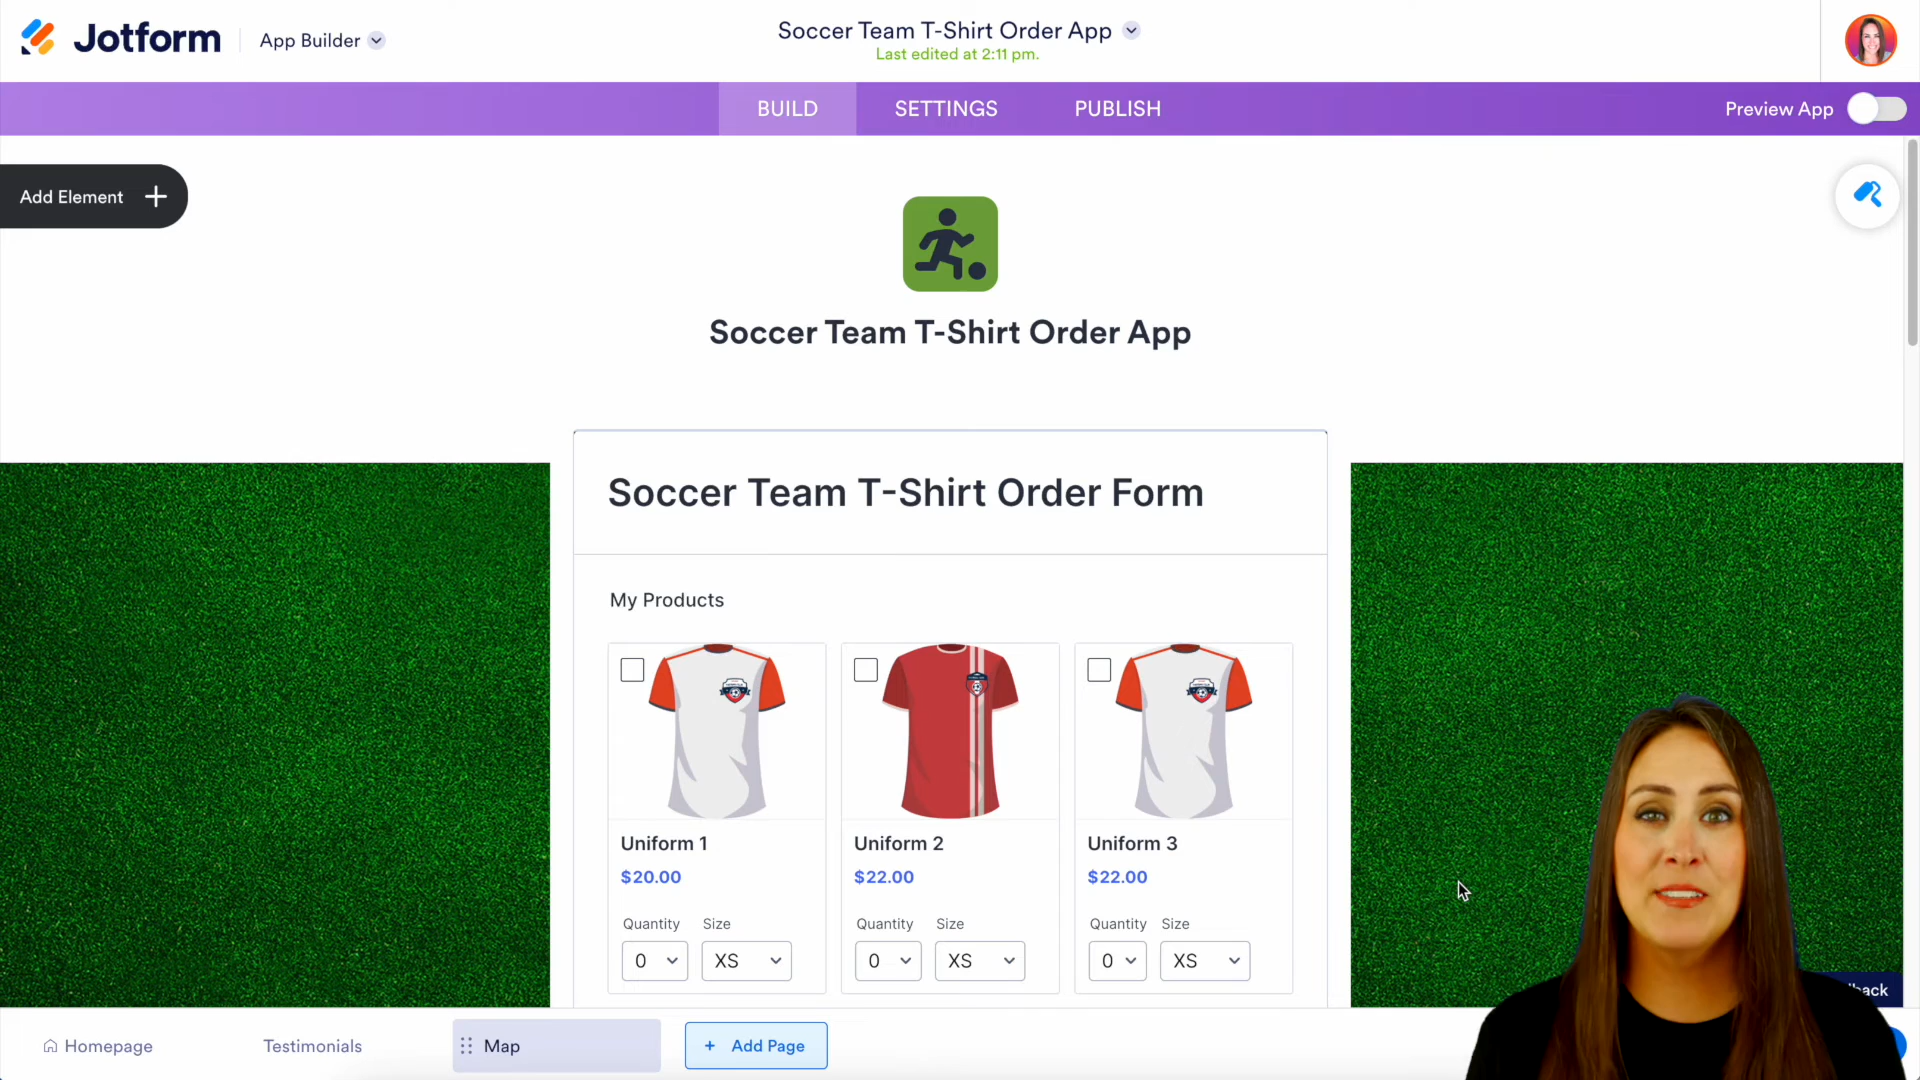 Jotform
App Builder
Soccer Team T-Shirt Order App
Last edited at 2:11 pm.
BUILD
SETTINGS
PUBLISH
Preview App
Add Element +
Soccer Team T-Shirt Order App
Soccer Team T-Shirt Order Form
My Products
Uniform 1
$20.00
Quantity Size
0 XS
Uniform 2
$22.00
Quantity Size
0 XS
Uniform 3
$22.00
Quantity Size
0 XS
Homepage
Testimonials
Map
+ Add Page